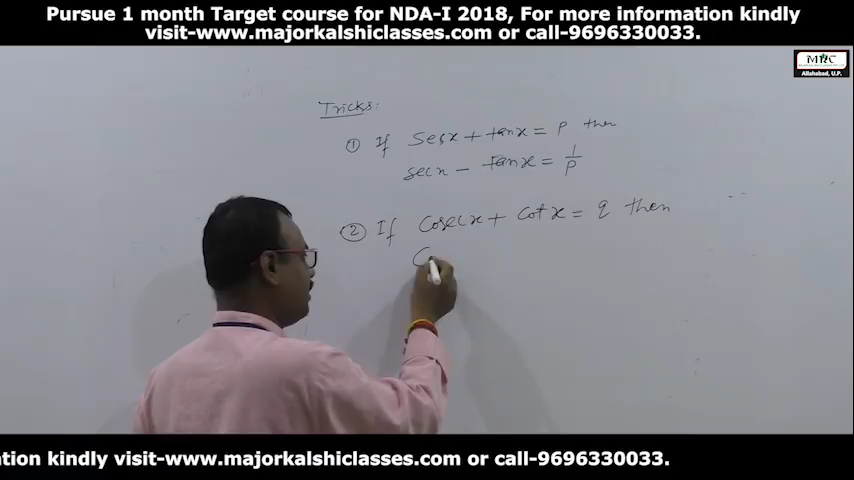 Pursue 1 month Target course for NDA-I 2018, For more information kindly
visit-www.majorkalshiclasses.com or call-9696330033.
MKC
Allahabad, U.P.
Tricks:
① If Secx + tanx = P then
secx - tanx = 1/P
② If Cosecx + Cotx = q then
C
tion kindly visit-www.majorkalshiclasses.com or call-9696330033.